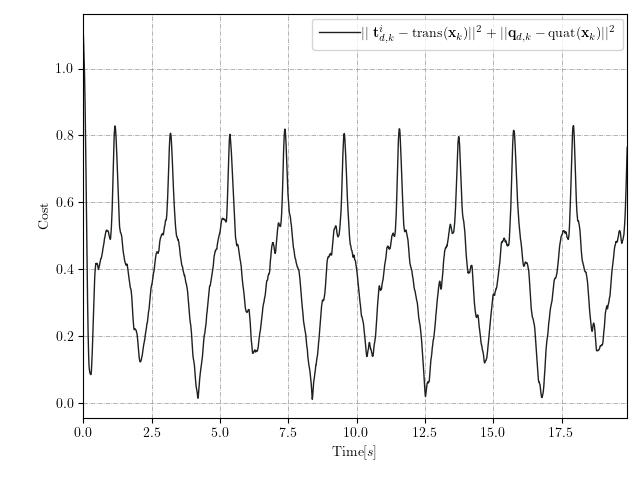 || t^i_{d,k} − trans(x_k)||^2 + ||q_{d,k} − quat(x_k)||^2
1.0
0.8
0.6
0.4
0.2
0.0
Cost
0.0 2.5 5.0 7.5 10.0 12.5 15.0 17.5
Time[s]